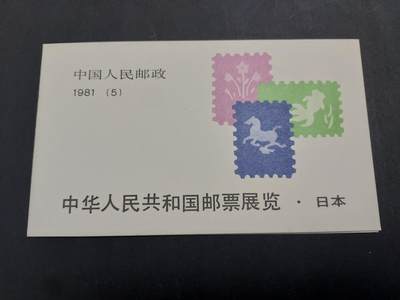 中国人民邮政
1981 (5)
中华人民共和国邮票展览 · 日本